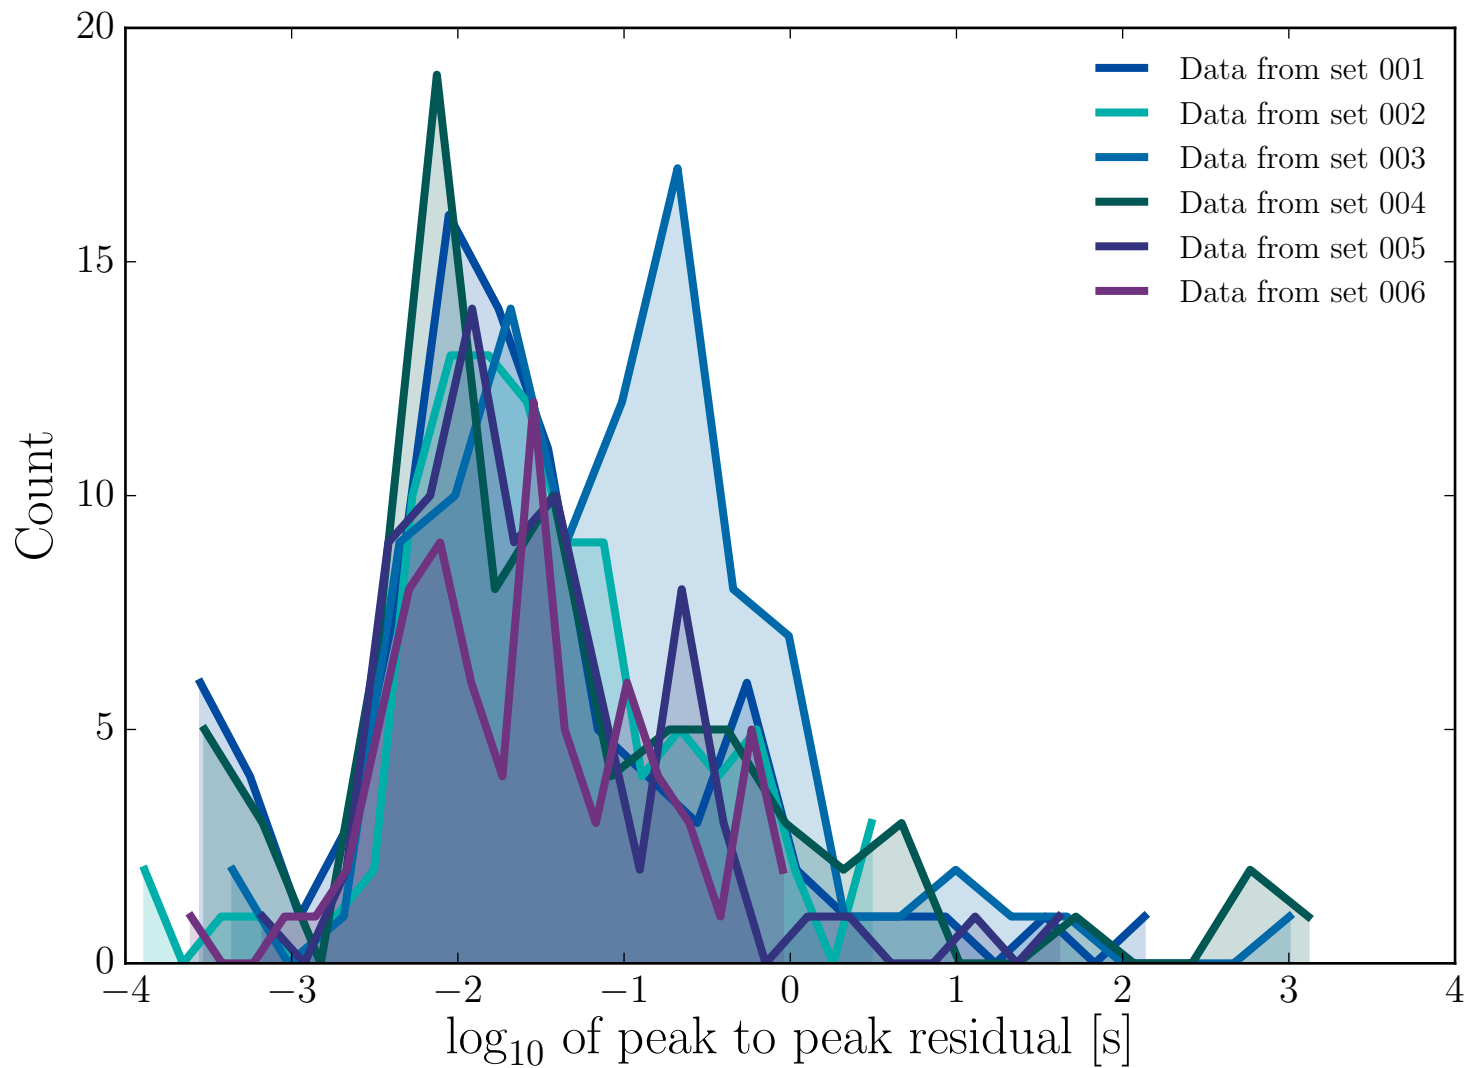 20
15
10
5
0
Count
−4 −3 −2 −1 0 1 2 3 4
log₁₀ of peak to peak residual [s]
Data from set 001
Data from set 002
Data from set 003
Data from set 004
Data from set 005
Data from set 006